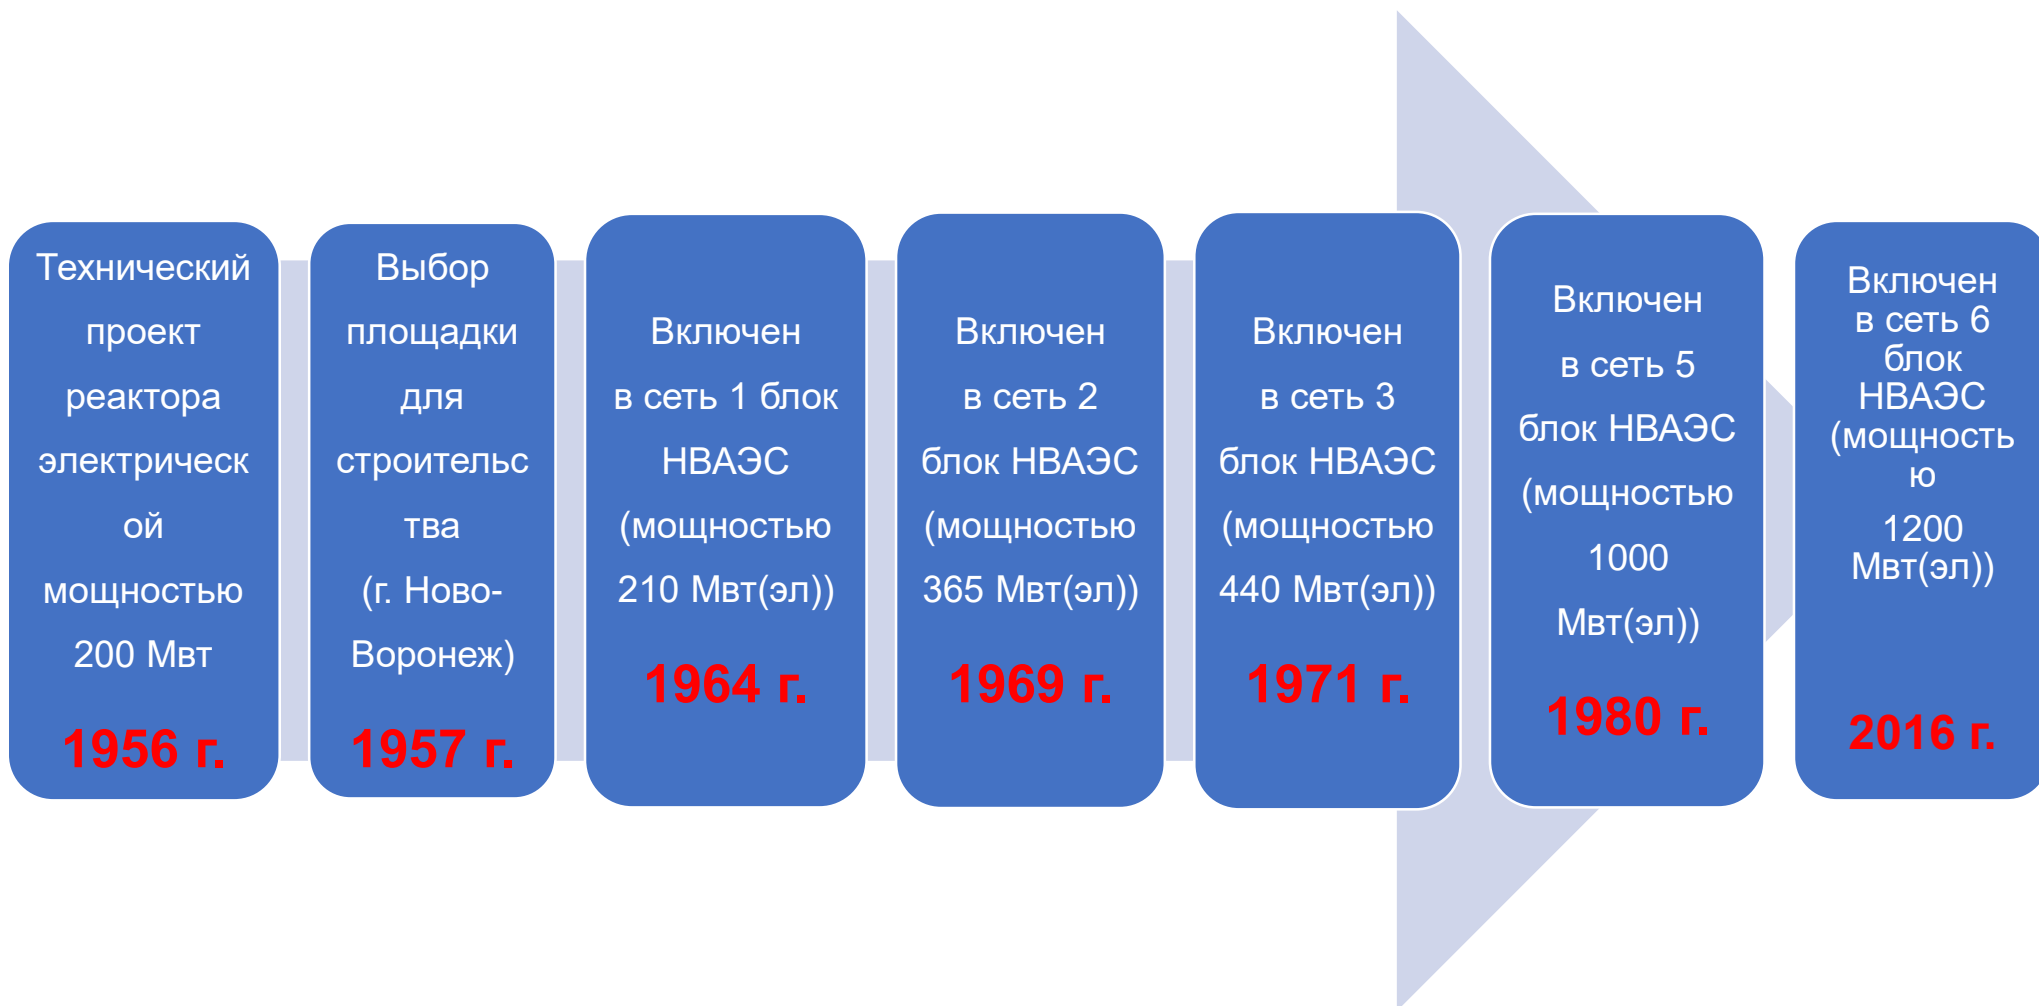 Технический
проект
реактора
электрическ
ой
мощностью
200 Мвт
1956 г.
Выбор
площадки
для
строительс
тва
(г. Ново-
Воронеж)
1957 г.
Включен
в сеть 1 блок
НВАЭС
(мощностью
210 Мвт(эл))
1964 г.
Включен
в сеть 2
блок НВАЭС
(мощностью
365 Мвт(эл))
1969 г.
Включен
в сеть 3
блок НВАЭС
(мощностью
440 Мвт(эл))
1971 г.
Включен
в сеть 5
блок НВАЭС
(мощностью
1000
Мвт(эл))
1980 г.
Включен
в сеть 6
блок
НВАЭС
(мощность
ю
1200
Мвт(эл))
2016 г.